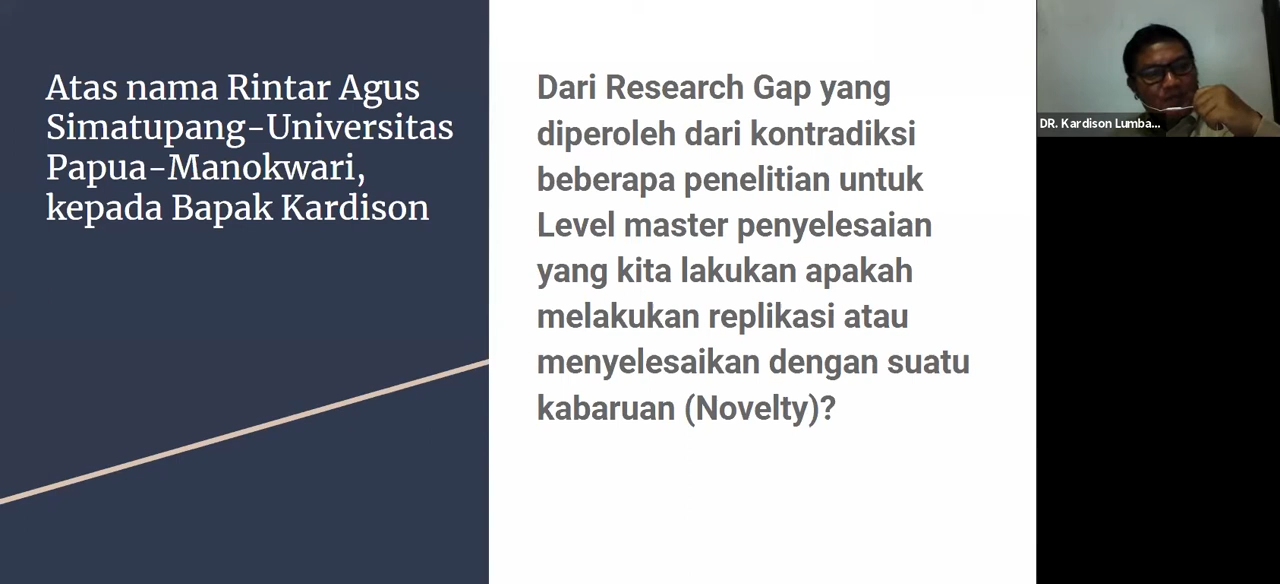 Atas nama Rintar Agus
Simatupang-Universitas
Papua-Manokwari,
kepada Bapak Kardison
Dari Research Gap yang
diperoleh dari kontradiksi
beberapa penelitian untuk
Level master penyelesaian
yang kita lakukan apakah
melakukan replikasi atau
menyelesaikan dengan suatu
kabaruan (Novelty)?
DR. Kardison Lumba...